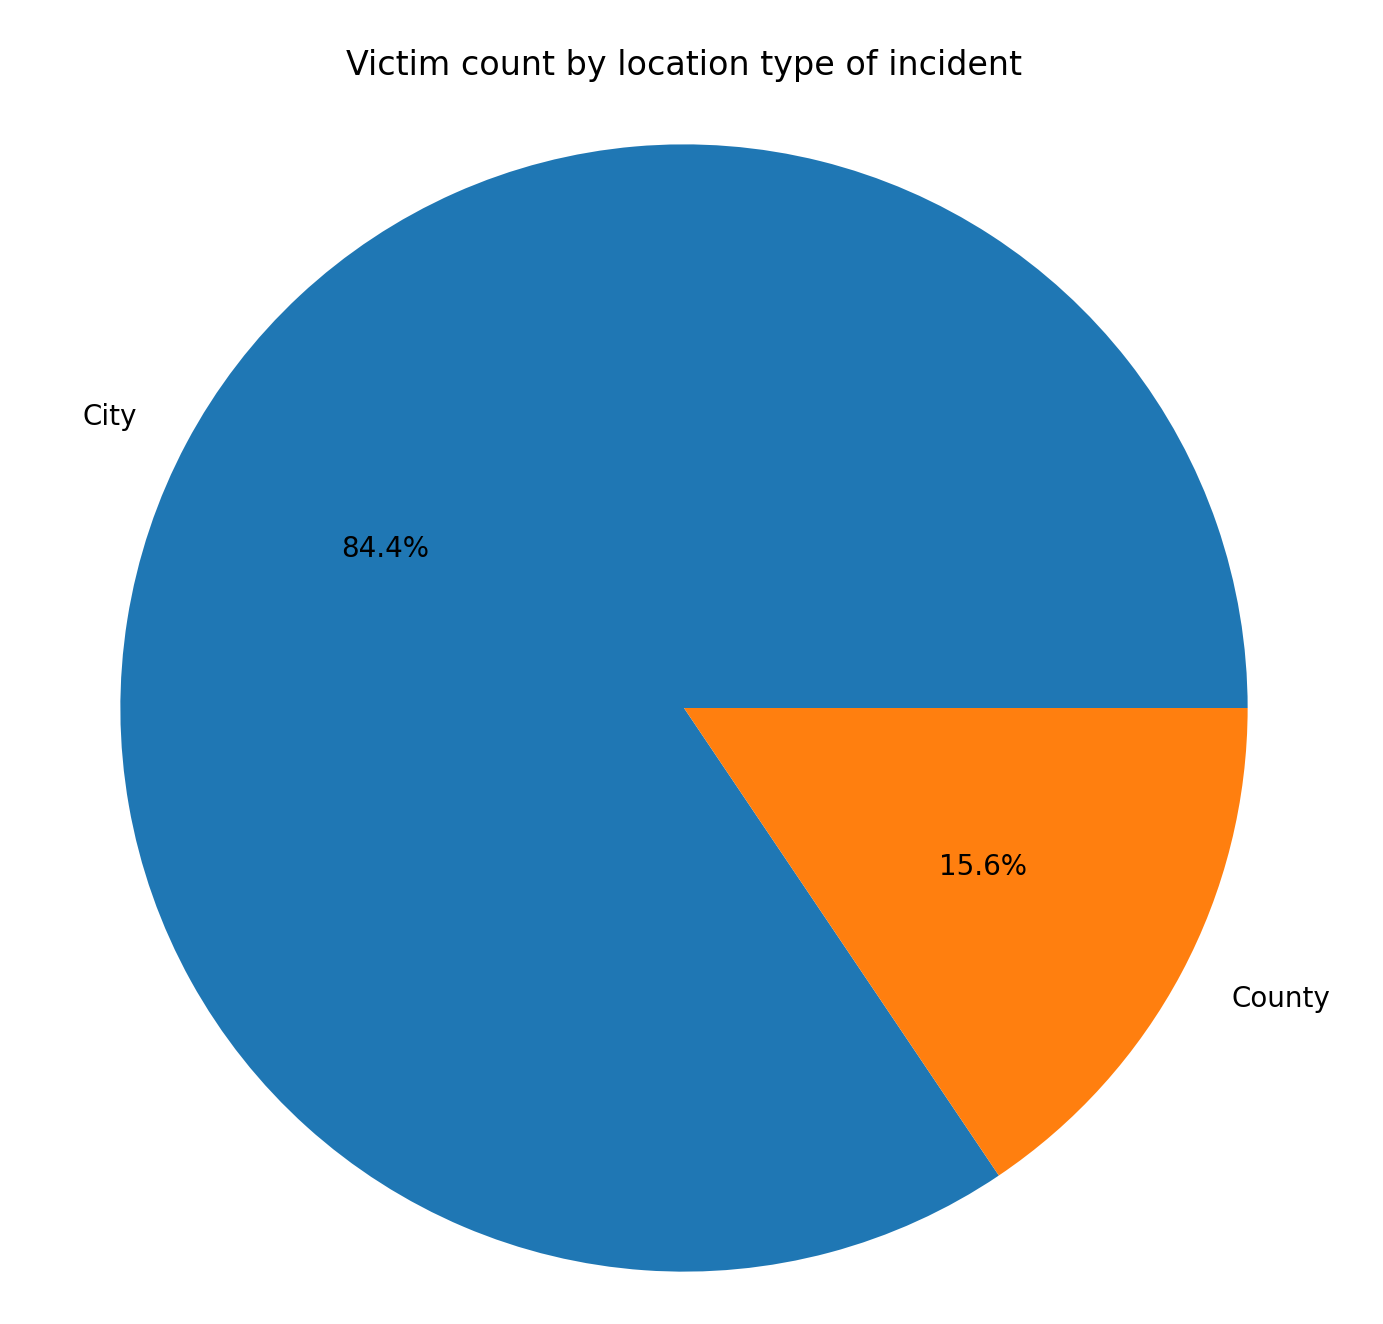 Victim count by location type of incident
City
84.4%
15.6%
County